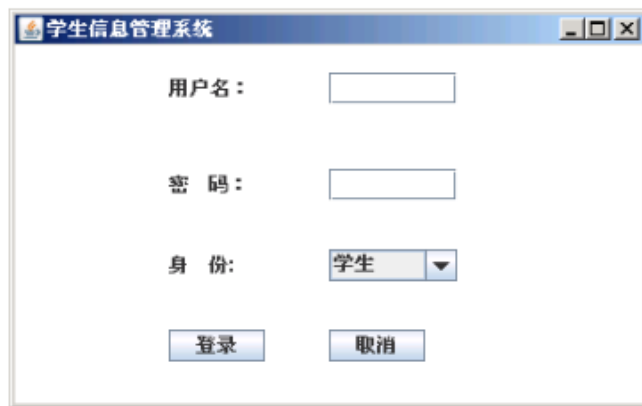 学生信息管理系统
用户名：
密 码：
身 份: 学生
登录 取消